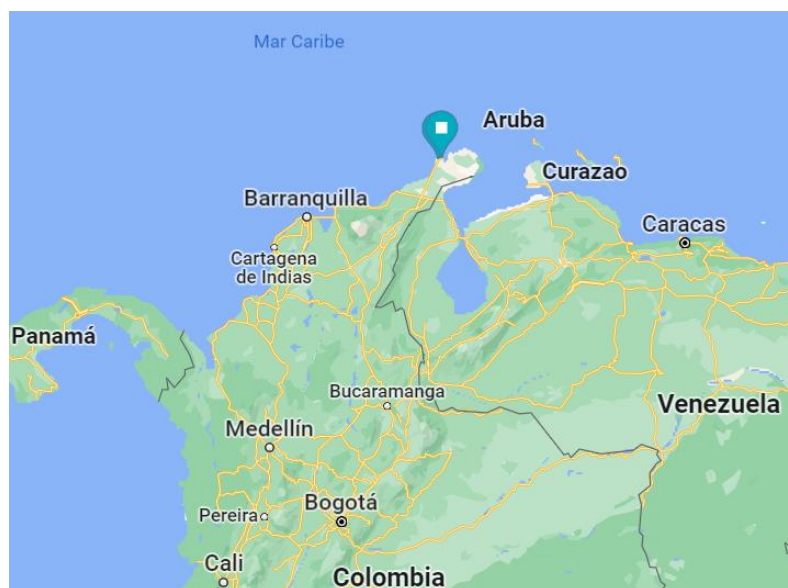 Mar Caribe
Aruba
Curazao
Barranquilla
Caracas
Cartagena
de Indias
Panamá
Bucaramanga
Venezuela
Medellín
Bogotá
Pereira
Cali
Colombia